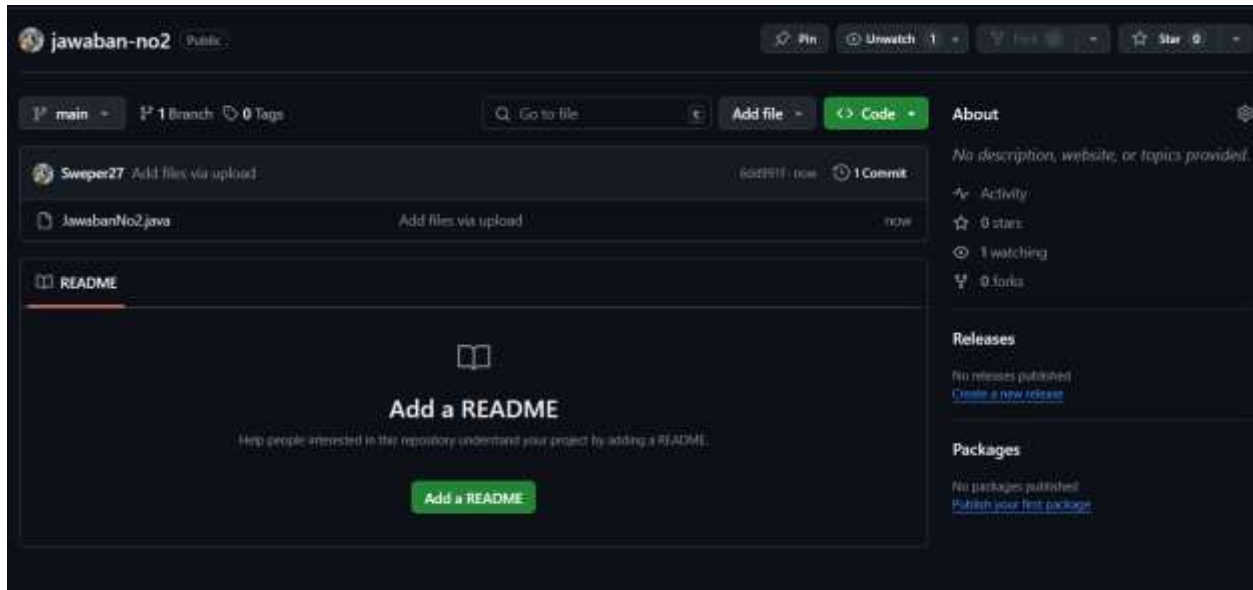 jawaban-no2 Public
Pin
Unwatch 1
Star 0
main
1 Branch
0 Tags
Go to file
Add file
Code
Sweper27 Add files via upload
now
1 Commit
JawabanNo2.java
Add files via upload
now
README
Add a README
Help people interested in this repository understand your project by adding a README.
Add a README
About
No description, website, or topics provided.
Activity
0 stars
1 watching
0 forks
Releases
No releases published
Create a new release
Packages
No packages published
Publish your first package